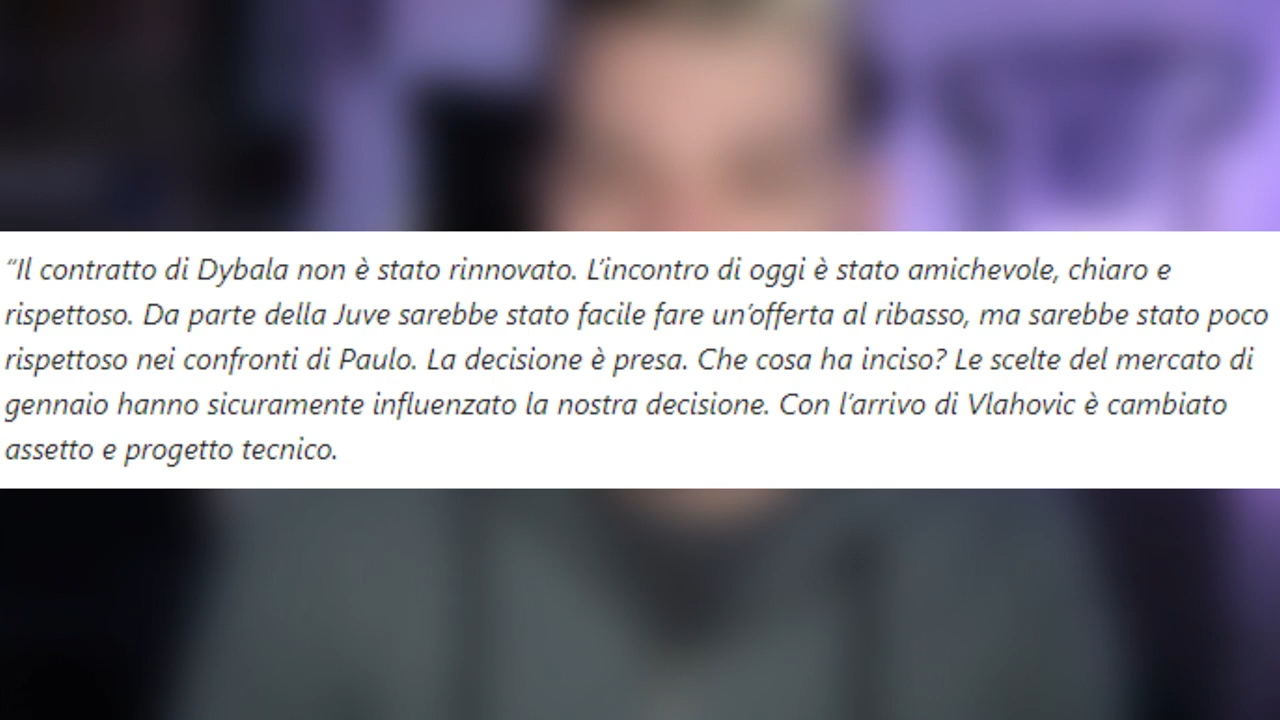 “Il contratto di Dybala non è stato rinnovato. L’incontro di oggi è stato amichevole, chiaro e
rispettoso. Da parte della Juve sarebbe stato facile fare un’offerta al ribasso, ma sarebbe stato poco
rispettoso nei confronti di Paulo. La decisione è presa. Che cosa ha inciso? Le scelte del mercato di
gennaio hanno sicuramente influenzato la nostra decisione. Con l’arrivo di Vlahovic è cambiato
assetto e progetto tecnico.